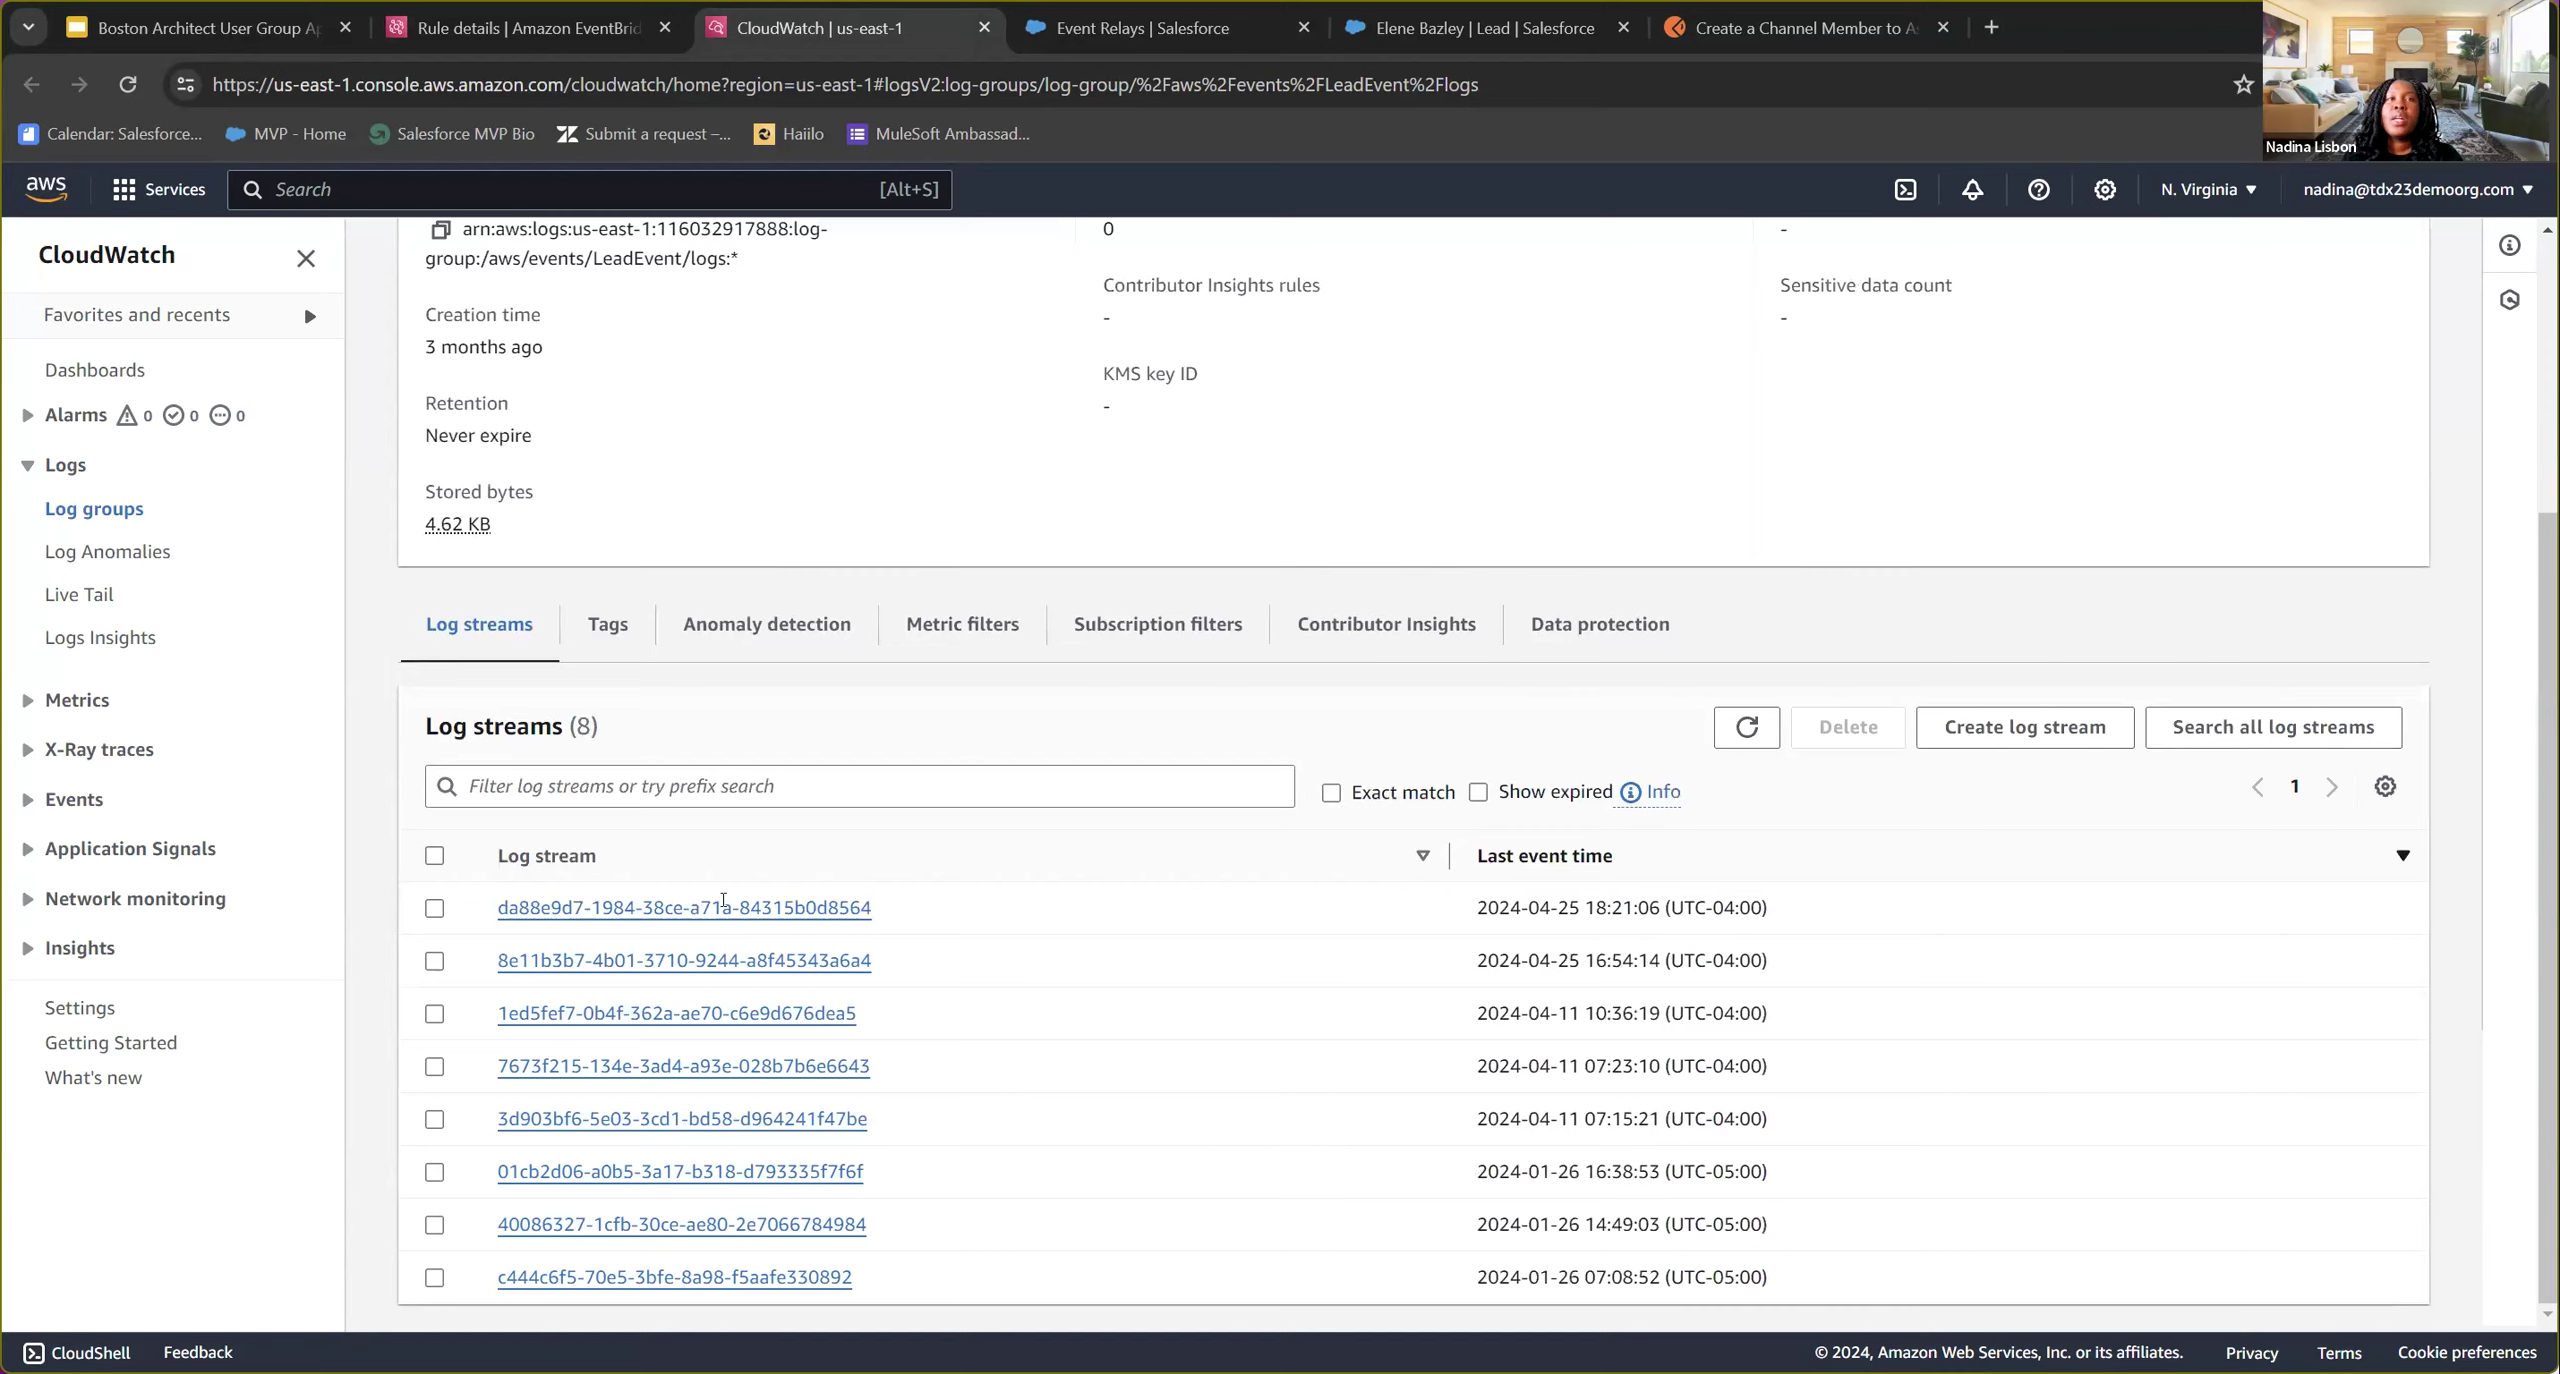 Boston Architect User Group Ap
Rule details | Amazon EventBrid
CloudWatch | us-east-1
Event Relays | Salesforce
Elene Bazley | Lead | Salesforce
Create a Channel Member to As
https://us-east-1.console.aws.amazon.com/cloudwatch/home?region=us-east-1#logsV2:log-groups/log-group/%2Faws%2Fevents%2FLeadEvent%2Flogs
Calendar: Salesforce...
MVP - Home
Salesforce MVP Bio
Submit a request –...
Haiilo
MuleSoft Ambassad...
Nadina Lisbon
aws
Services
Search
[Alt+S]
N. Virginia
nadina@tdx23demoorg.com
CloudWatch
Favorites and recents
Dashboards
Alarms 0 0 0
Logs
Log groups
Log Anomalies
Live Tail
Logs Insights
Metrics
X-Ray traces
Events
Application Signals
Network monitoring
Insights
Settings
Getting Started
What's new
arn:aws:logs:us-east-1:116032917888:log-
group:/aws/events/LeadEvent/logs:*
Creation time
3 months ago
Retention
Never expire
Stored bytes
4.62 KB
0
Contributor Insights rules
-
KMS key ID
-
-
Sensitive data count
-
Log streams
Tags
Anomaly detection
Metric filters
Subscription filters
Contributor Insights
Data protection
Log streams (8)
Delete
Create log stream
Search all log streams
Filter log streams or try prefix search
Exact match
Show expired
Info
1
Log stream
Last event time
da88e9d7-1984-38ce-a71a-84315b0d8564
2024-04-25 18:21:06 (UTC-04:00)
8e11b3b7-4b01-3710-9244-a8f45343a6a4
2024-04-25 16:54:14 (UTC-04:00)
1ed5fef7-0b4f-362a-ae70-c6e9d676dea5
2024-04-11 10:36:19 (UTC-04:00)
7673f215-134e-3ad4-a93e-028b7b6e6643
2024-04-11 07:23:10 (UTC-04:00)
3d903bf6-5e03-3cd1-bd58-d964241f47be
2024-04-11 07:15:21 (UTC-04:00)
01cb2d06-a0b5-3a17-b318-d793335f7f6f
2024-01-26 16:38:53 (UTC-05:00)
40086327-1cfb-30ce-ae80-2e7066784984
2024-01-26 14:49:03 (UTC-05:00)
c444c6f5-70e5-3bfe-8a98-f5aafe330892
2024-01-26 07:08:52 (UTC-05:00)
CloudShell
Feedback
© 2024, Amazon Web Services, Inc. or its affiliates.
Privacy
Terms
Cookie preferences